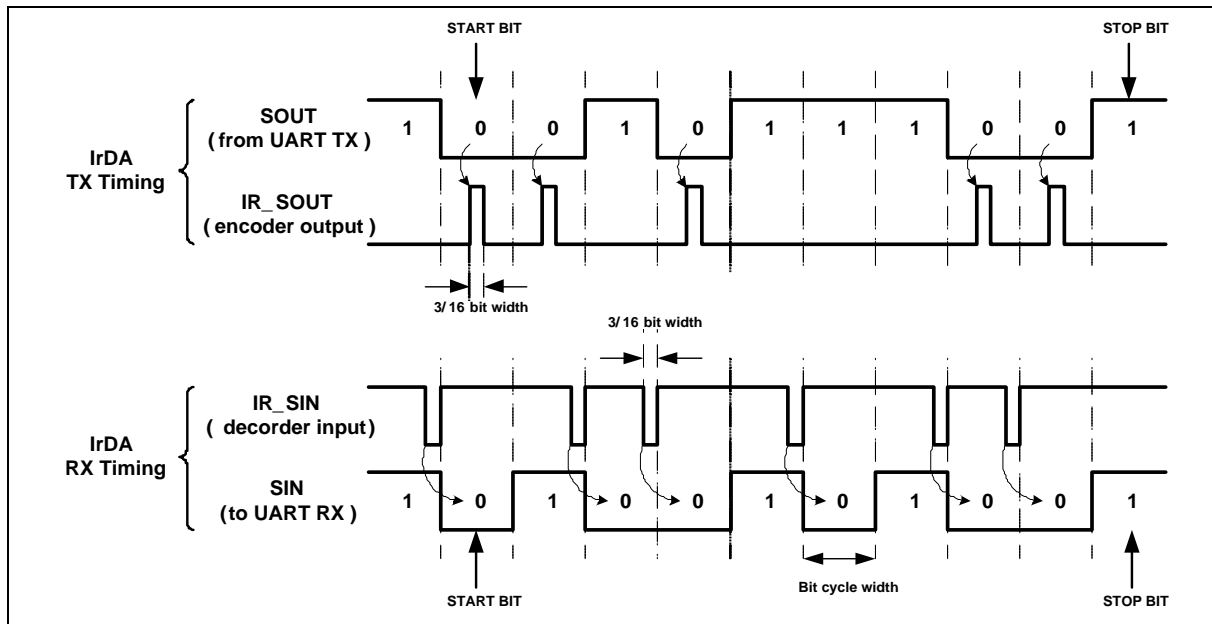 START BIT
STOP BIT
SOUT
( from UART TX )
1 0 0 1 0 1 1 1 0 0 1
IrDA
TX Timing
IR_SOUT
( encoder output )
3/16 bit width
3/16 bit width
IR_SIN
( decorder input)
IrDA
RX Timing
SIN
(to UART RX )
1 0 1 0 0 1 0 1 0 0 1
Bit cycle width
START BIT
STOP BIT